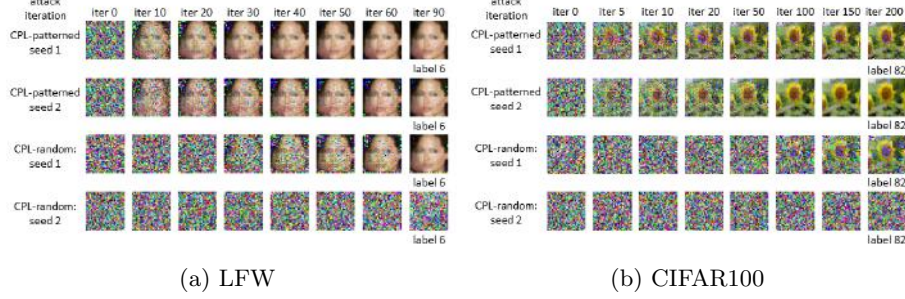 attack iteration iter 0 iter 10 iter 20 iter 30 iter 40 iter 50 iter 60 iter 90
CPL-patterned seed 1
label 6
CPL-patterned seed 2
label 6
CPL-random: seed 1
label 6
CPL-random: seed 2
label 6
(a) LFW
attack iteration iter 0 iter 5 iter 10 iter 20 iter 50 iter 100 iter 150 iter 200
CPL-patterned seed 1
label 82
CPL-patterned seed 2
label 82
CPL-random: seed 1
label 82
CPL-random: seed 2
label 82
(b) CIFAR100